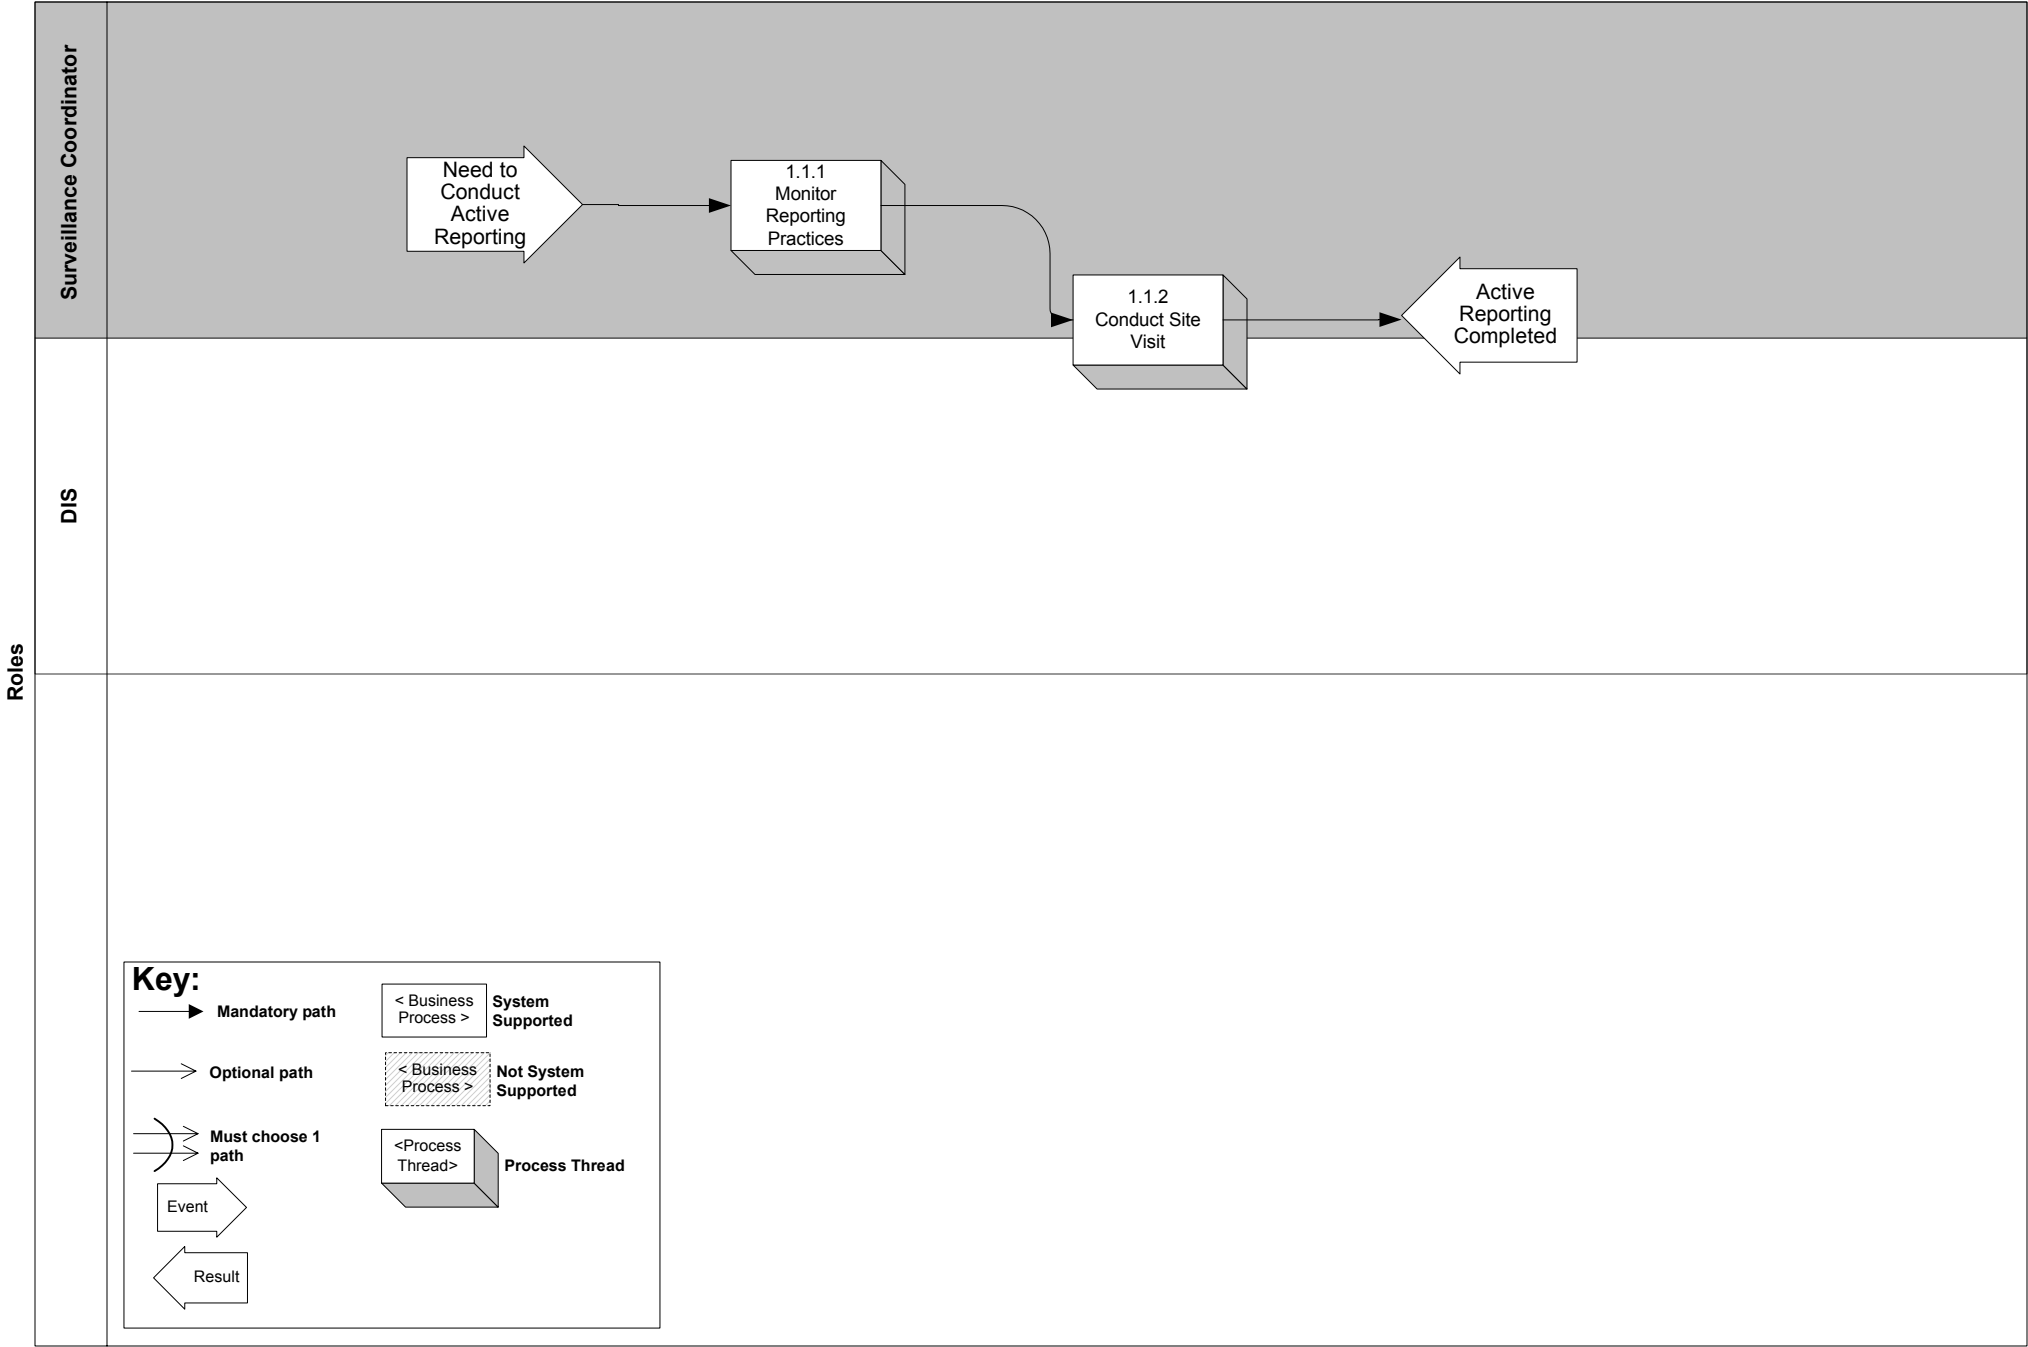 Roles
Surveillance Coordinator
DIS
Need to
Conduct
Active
Reporting
1.1.1
Monitor
Reporting
Practices
1.1.2
Conduct Site
Visit
Active
Reporting
Completed
Key:
Mandatory path
Optional path
Must choose 1
path
Event
Result
< Business
Process >
System
Supported
< Business
Process >
Not System
Supported
<Process
Thread>
Process Thread